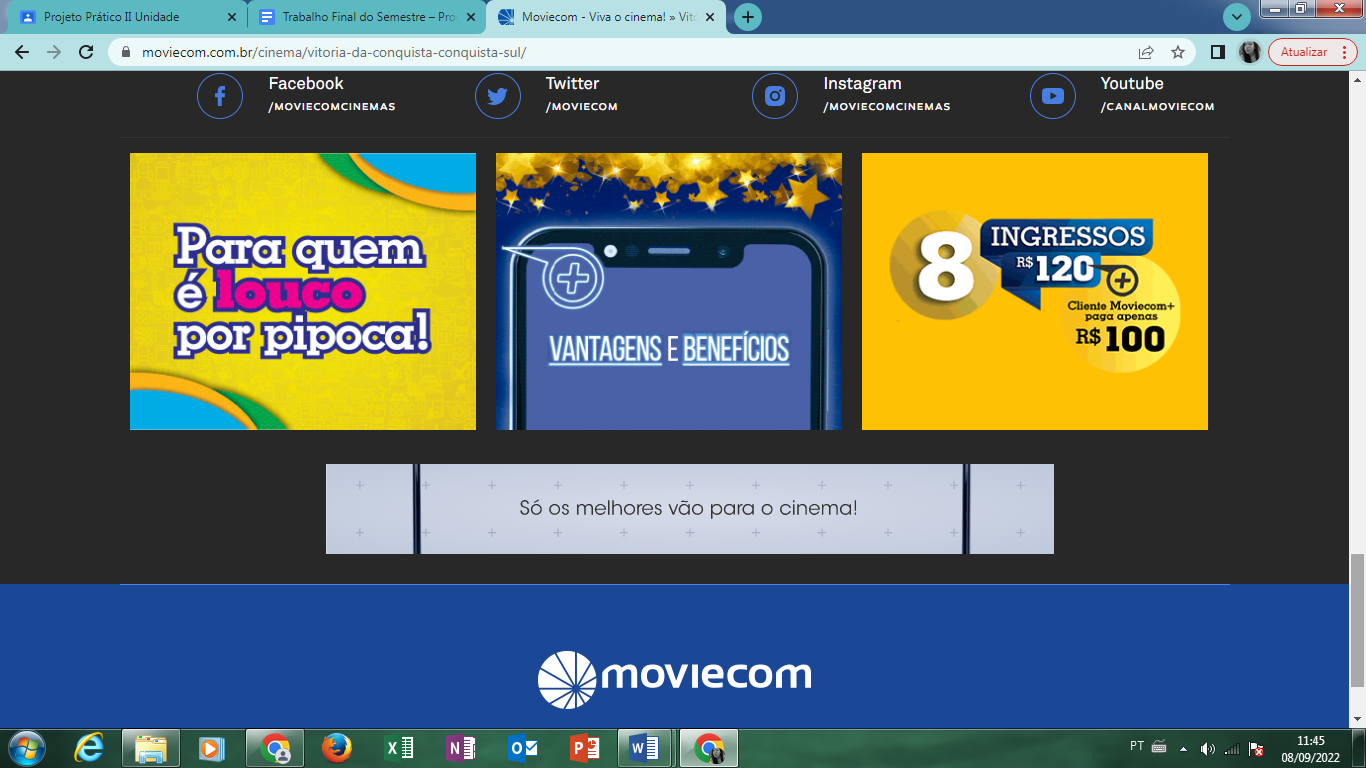 Projeto Prático II Unidade
Trabalho Final do Semestre – Pro
Moviecom - Viva o cinema! » Vitó
moviecom.com.br/cinema/vitoria-da-conquista-conquista-sul/
Atualizar
Facebook
/MOVIECOMCINEMAS
Twitter
/MOVIECOM
Instagram
/MOVIECOMCINEMAS
Youtube
/CANALMOVIECOM
Para quem
é louco
por pipoca!
VANTAGENS E BENEFÍCIOS
8 INGRESSOS
R$ 120
Cliente Moviecom+
paga apenas
R$ 100
Só os melhores vão para o cinema!
moviecom
PT
11:45
08/09/2022